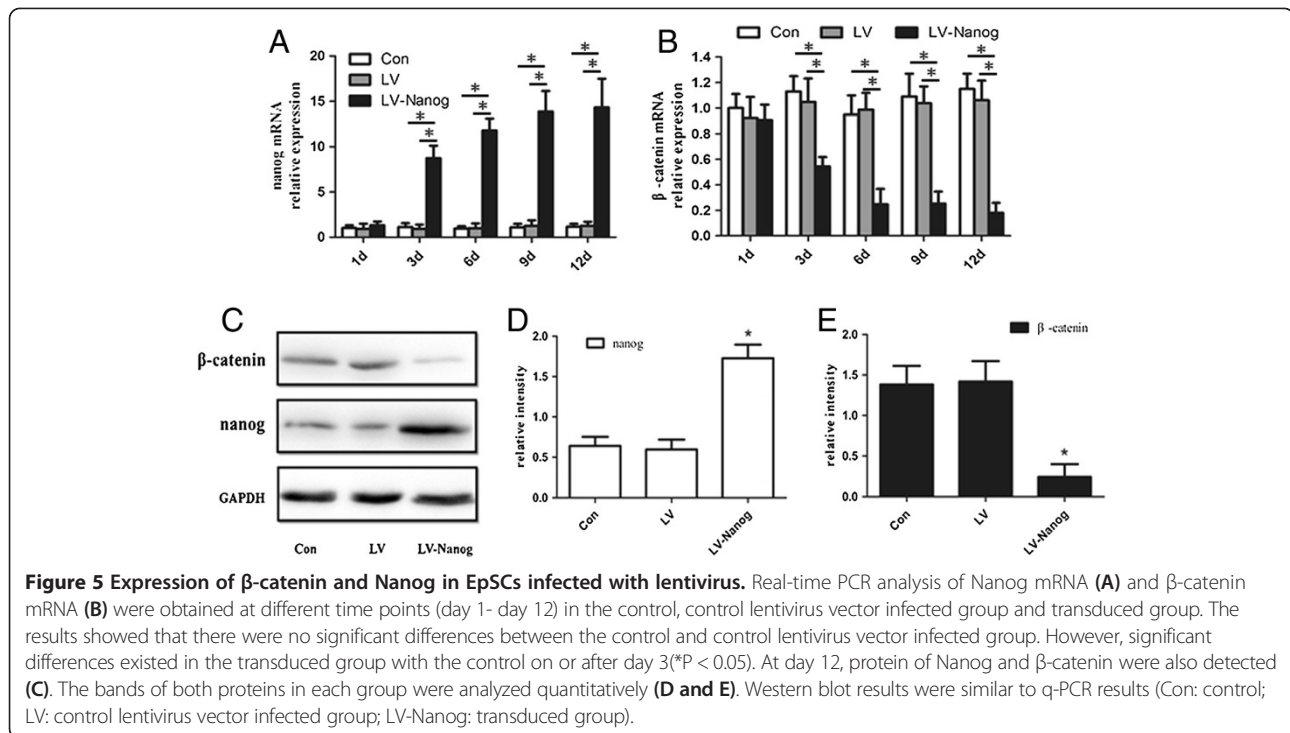 A
Con
LV
LV-Nanog
nanog mRNA
relative expression
20
15
10
5
0
* * * * * * * *
1d 3d 6d 9d 12d
B
Con LV LV-Nanog
β -catenin mRNA
relative expression
1.4
1.2
1.0
0.8
0.6
0.4
0.2
0.0
* * * * * * * *
1d 3d 6d 9d 12d
C
β-catenin
nanog
GAPDH
Con LV LV-Nanog
D
nanog
relative intensity
2.0
1.5
1.0
0.5
0.0
*
Con LV LV-Nanog
E
β -catenin
relative intensity
2.0
1.5
1.0
0.5
0.0
*
Con LV LV-Nanog
Figure 5 Expression of β-catenin and Nanog in EpSCs infected with lentivirus. Real-time PCR analysis of Nanog mRNA (A) and β-catenin
mRNA (B) were obtained at different time points (day 1- day 12) in the control, control lentivirus vector infected group and transduced group. The
results showed that there were no significant differences between the control and control lentivirus vector infected group. However, significant
differences existed in the transduced group with the control on or after day 3(*P < 0.05). At day 12, protein of Nanog and β-catenin were also detected
(C). The bands of both proteins in each group were analyzed quantitatively (D and E). Western blot results were similar to q-PCR results (Con: control;
LV: control lentivirus vector infected group; LV-Nanog: transduced group).